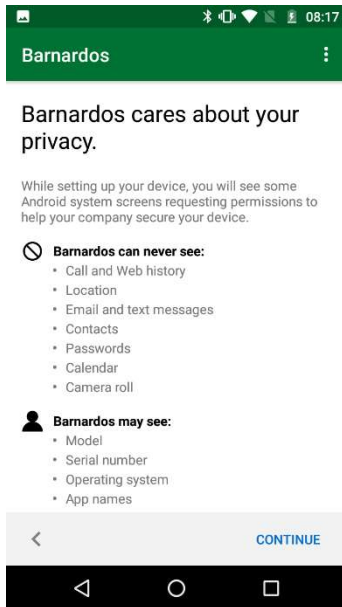 08:17
Barnardos
Barnardos cares about your
privacy.
While setting up your device, you will see some
Android system screens requesting permissions to
help your company secure your device.
Barnardos can never see:
• Call and Web history
• Location
• Email and text messages
• Contacts
• Passwords
• Calendar
• Camera roll
Barnardos may see:
• Model
• Serial number
• Operating system
• App names
CONTINUE